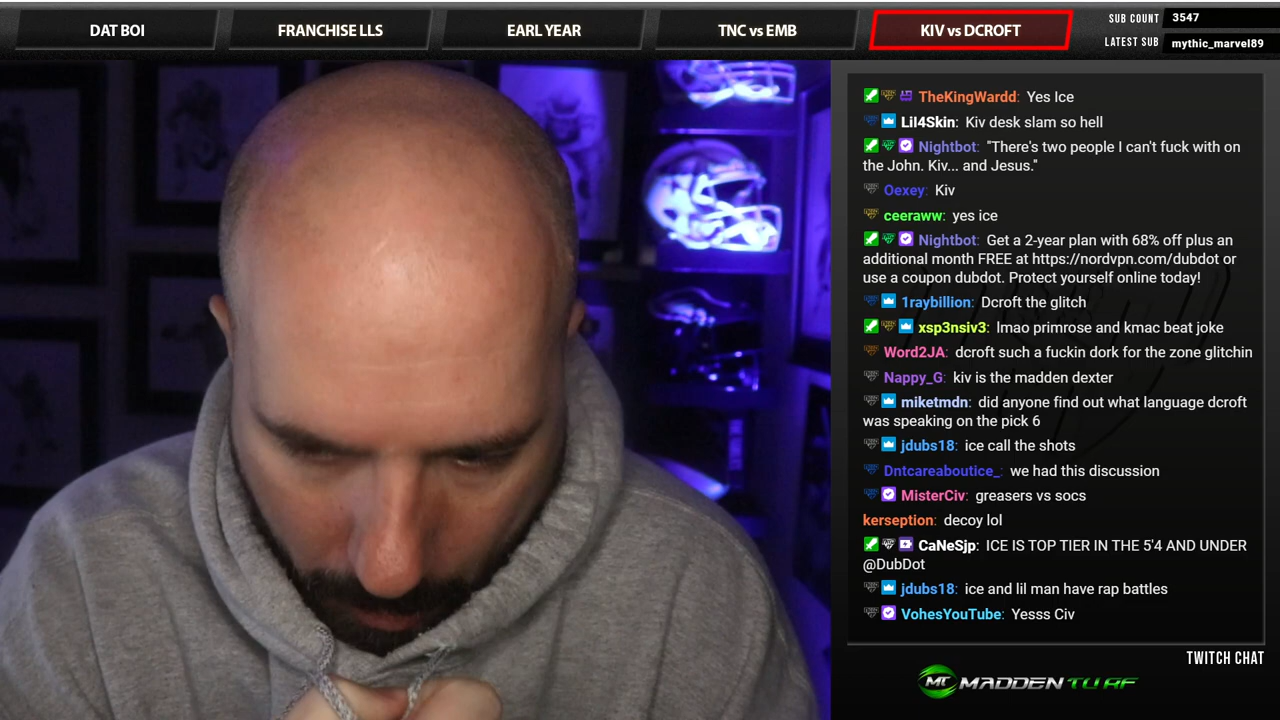 DAT BOI
FRANCHISE LLS
EARL YEAR
TNC vs EMB
KIV vs DCROFT
SUB COUNT 3547
LATEST SUB mythic_marvel89
TheKingWardd: Yes Ice
Lil4Skin: Kiv desk slam so hell
Nightbot: "There's two people I can't fuck with on
the John. Kiv... and Jesus."
Oexey: Kiv
ceeraww: yes ice
Nightbot: Get a 2-year plan with 68% off plus an
additional month FREE at https://nordvpn.com/dubdot or
use a coupon dubdot. Protect yourself online today!
1raybillion: Dcroft the glitch
xsp3nsiv3: lmao primrose and kmac beat joke
Word2JA: dcroft such a fuckin dork for the zone glitchin
Nappy_G: kiv is the madden dexter
miketmdn: did anyone find out what language dcroft
was speaking on the pick 6
jdubs18: ice call the shots
Dntcareaboutice_: we had this discussion
MisterCiv: greasers vs socs
kerseption: decoy lol
CaNeSjp: ICE IS TOP TIER IN THE 5'4 AND UNDER
@DubDot
jdubs18: ice and lil man have rap battles
VohesYouTube: Yesss Civ
TWITCH CHAT
MT MADDEN TURF